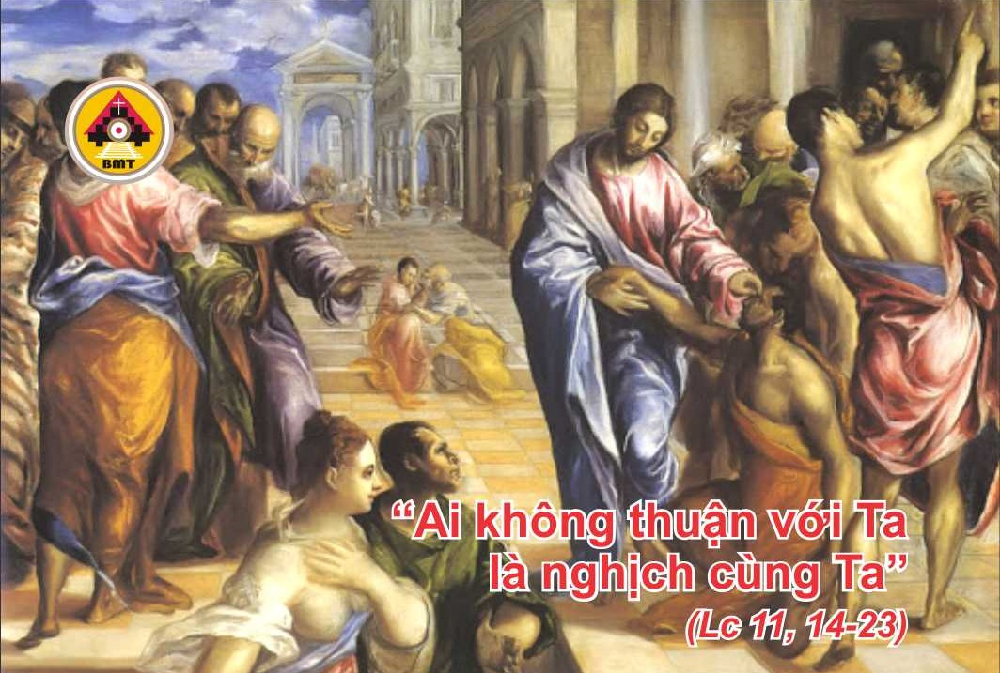 BMT
“Ai không thuận với Ta
là nghịch cùng Ta”
(Lc 11, 14-23)